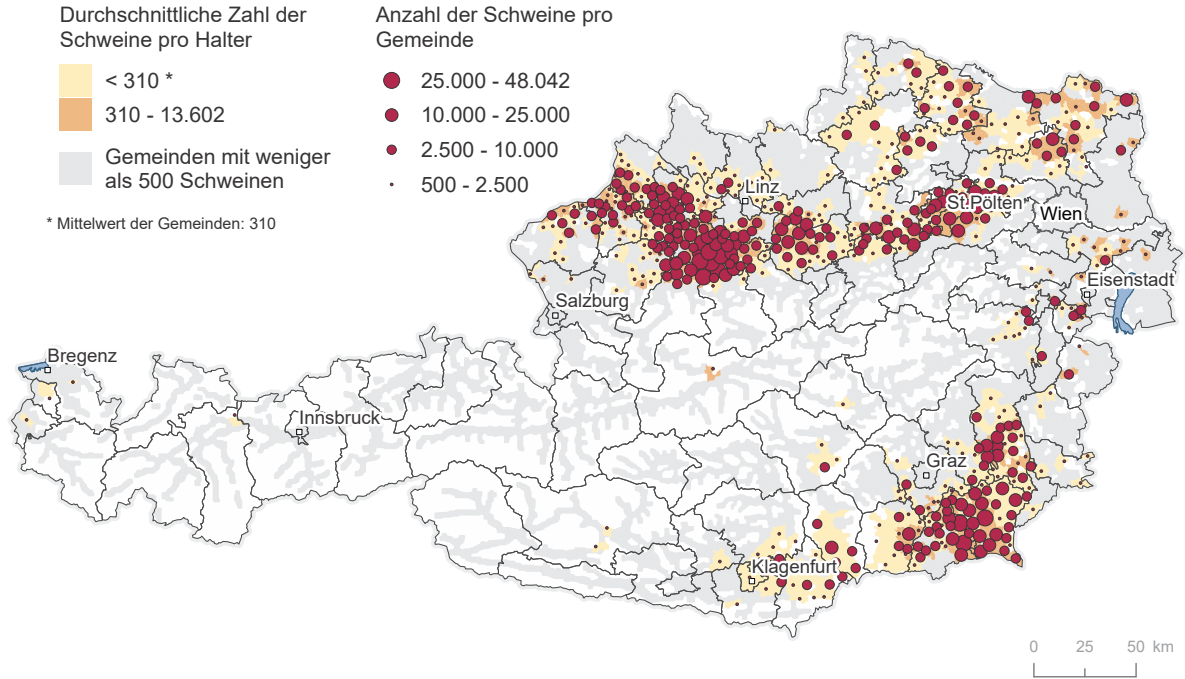 Durchschnittliche Zahl der
Schweine pro Halter
< 310 *
310 - 13.602
Gemeinden mit weniger
als 500 Schweinen
* Mittelwert der Gemeinden: 310
Anzahl der Schweine pro
Gemeinde
25.000 - 48.042
10.000 - 25.000
2.500 - 10.000
500 - 2.500
Linz
St.Pölten
Wien
Eisenstadt
Salzburg
Bregenz
Innsbruck
Graz
Klagenfurt
0 25 50 km